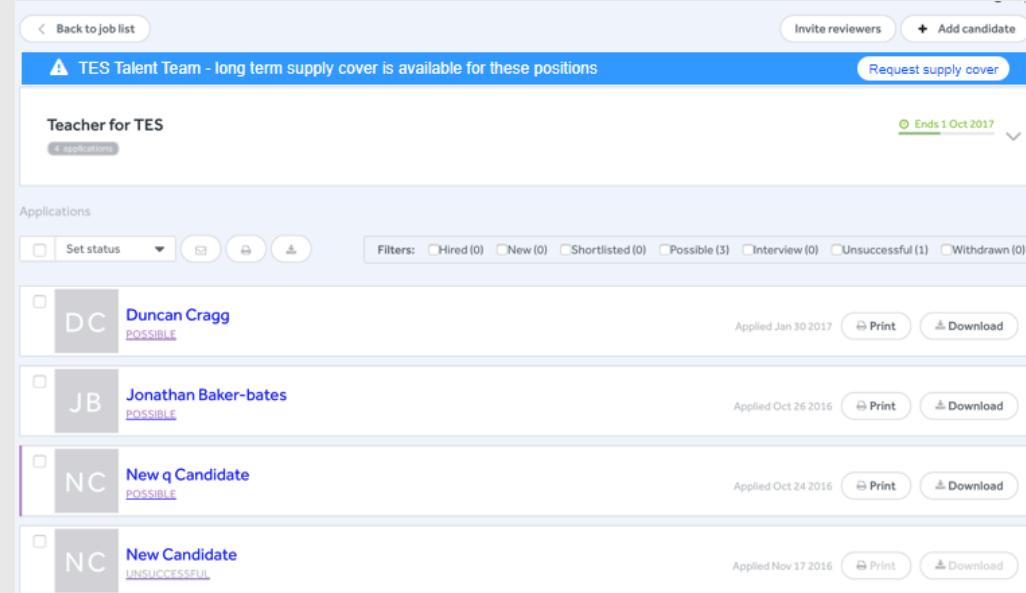 Back to job list
Invite reviewers
Add candidate
TES Talent Team - long term supply cover is available for these positions
Request supply cover
Teacher for TES
Ends 1 Oct 2017
4 applications
Applications
Set status
Filters: Hired (0) New (0) Shortlisted (0) Possible (3) Interview (0) Unsuccessful (1) Withdrawn (0)
DC
Duncan Cragg
POSSIBLE
Applied Jan 30 2017
Print
Download
JB
Jonathan Baker-bates
POSSIBLE
Applied Oct 26 2016
Print
Download
NC
New q Candidate
POSSIBLE
Applied Oct 24 2016
Print
Download
NC
New Candidate
UNSUCCESSFUL
Applied Nov 17 2016
Print
Download